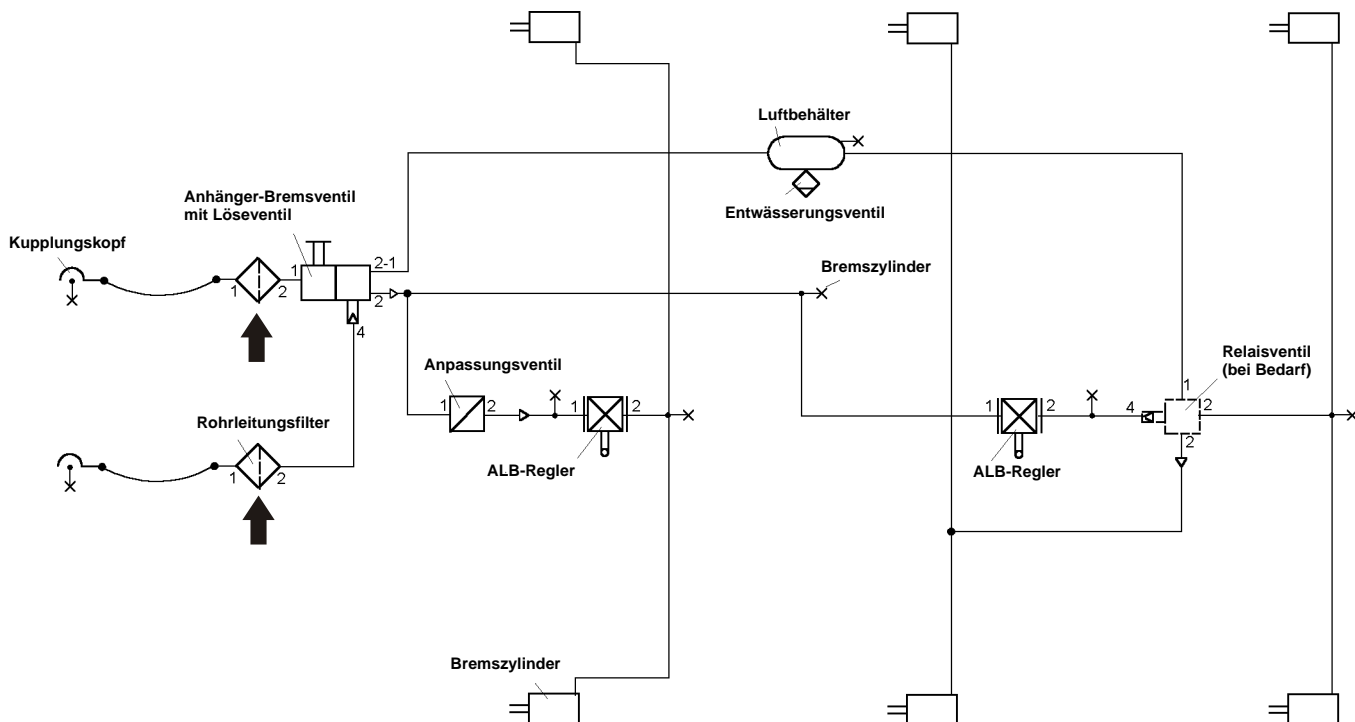 Luftbehälter
Anhänger-Bremsventil
mit Löseventil
Entwässerungsventil
Kupplungskopf
2-1
1
Bremszylinder
1
2
2
4
Anpassungsventil
Relaisventil
(bei Bedarf)
1
1
2
1
2
1
2
4
2
Rohrleitungsfilter
2
1
2
ALB-Regler
ALB-Regler
Bremszylinder